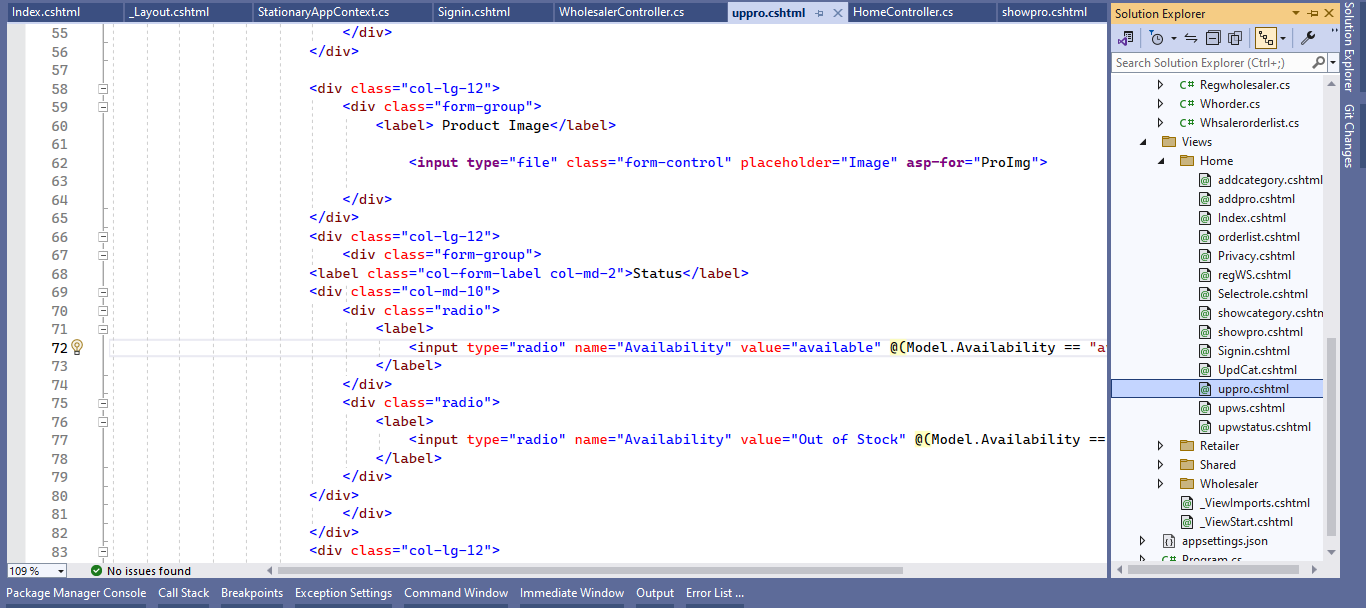 Index.cshtml _Layout.cshtml StationaryAppContext.cs Signin.cshtml WholesalerController.cs uppro.cshtml HomeController.cs showpro.cshtml
55 </div>
56 </div>
57
58 <div class="col-lg-12">
59 <div class="form-group">
60 <label> Product Image</label>
61
62 <input type="file" class="form-control" placeholder="Image" asp-for="ProImg">
63
64 </div>
65 </div>
66 <div class="col-lg-12">
67 <div class="form-group">
68 <label class="col-form-label col-md-2">Status</label>
69 <div class="col-md-10">
70 <div class="radio">
71 <label>
72 <input type="radio" name="Availability" value="available" @(Model.Availability == "a
73 </label>
74 </div>
75 <div class="radio">
76 <label>
77 <input type="radio" name="Availability" value="Out of Stock" @(Model.Availability ==
78 </label>
79 </div>
80 </div>
81 </div>
82 </div>
83 <div class="col-lg-12">
109 % No issues found
Package Manager Console Call Stack Breakpoints Exception Settings Command Window Immediate Window Output Error List ...
Solution Explorer
Search Solution Explorer (Ctrl+;)
C# Regwholesaler.cs
C# Whorder.cs
C# Whsalerorderlist.cs
Views
Home
addcategory.cshtml
addpro.cshtml
Index.cshtml
orderlist.cshtml
Privacy.cshtml
regWS.cshtml
Selectrole.cshtml
showcategory.cshtn
showpro.cshtml
Signin.cshtml
UpdCat.cshtml
uppro.cshtml
upws.cshtml
upwstatus.cshtml
Retailer
Shared
Wholesaler
_ViewImports.cshtml
_ViewStart.cshtml
appsettings.json
C# Program.cs
Solution Explorer
Git Changes